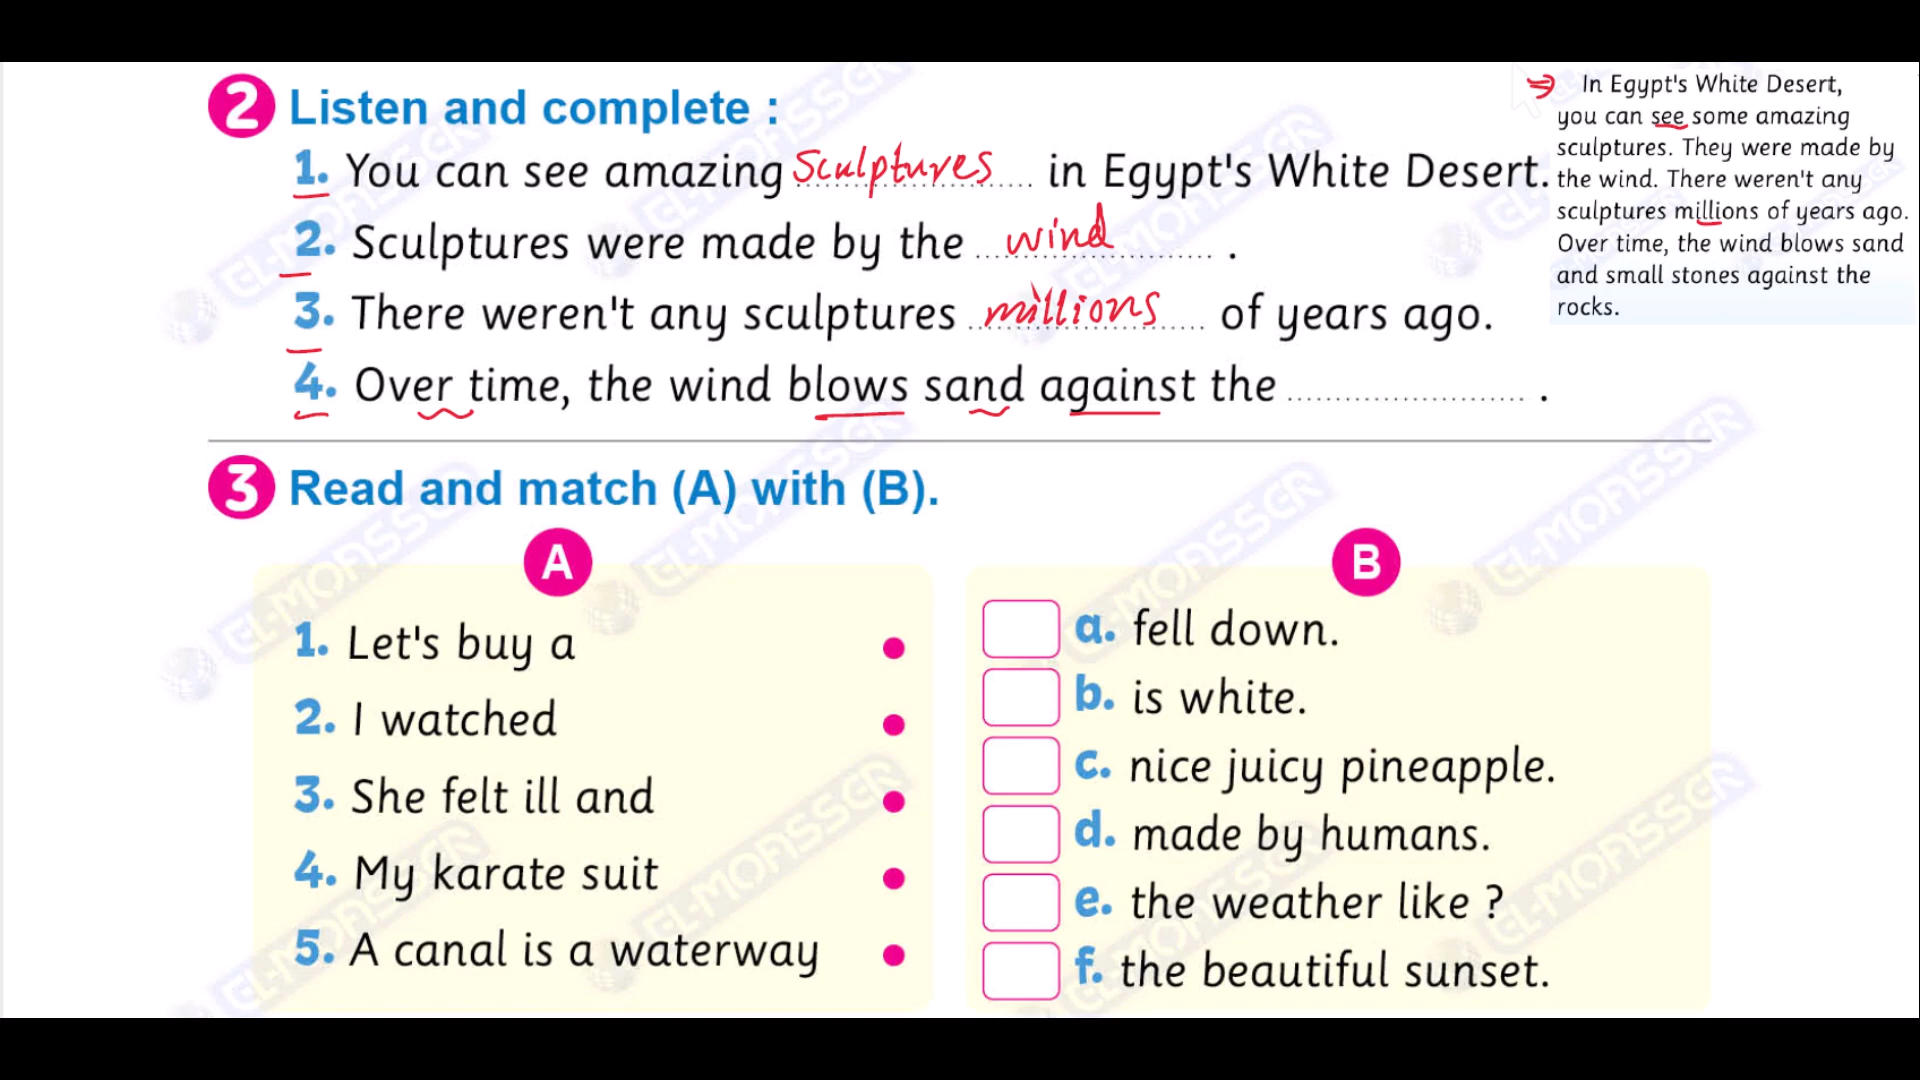 2 Listen and complete :
1. You can see amazing sculptures in Egypt's White Desert.
2. Sculptures were made by the wind .
3. There weren't any sculptures millions of years ago.
4. Over time, the wind blows sand against the ........................ .
In Egypt's White Desert,
you can see some amazing
sculptures. They were made by
the wind. There weren't any
sculptures millions of years ago.
Over time, the wind blows sand
and small stones against the
rocks.
3 Read and match (A) with (B).
A
1. Let's buy a
2. I watched
3. She felt ill and
4. My karate suit
5. A canal is a waterway
B
a. fell down.
b. is white.
c. nice juicy pineapple.
d. made by humans.
e. the weather like ?
f. the beautiful sunset.
EL-MOASSER